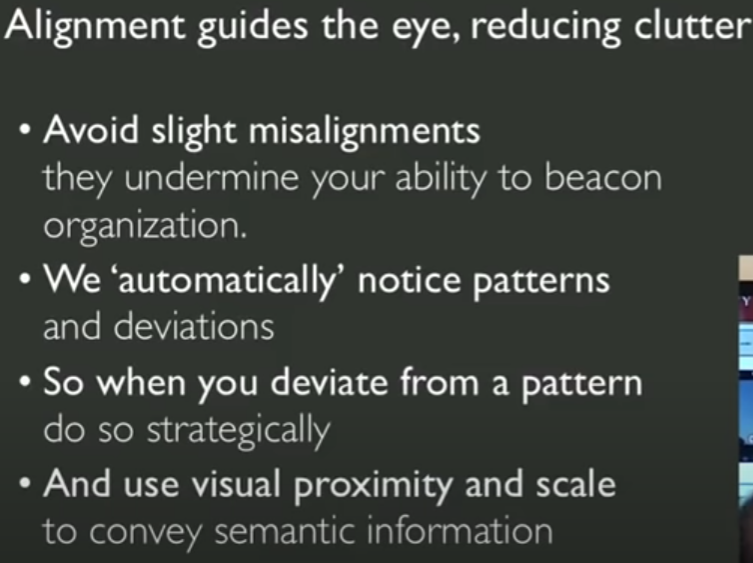 Alignment guides the eye, reducing clutter
• Avoid slight misalignments
they undermine your ability to beacon
organization.
• We ‘automatically’ notice patterns
and deviations
• So when you deviate from a pattern
do so strategically
• And use visual proximity and scale
to convey semantic information